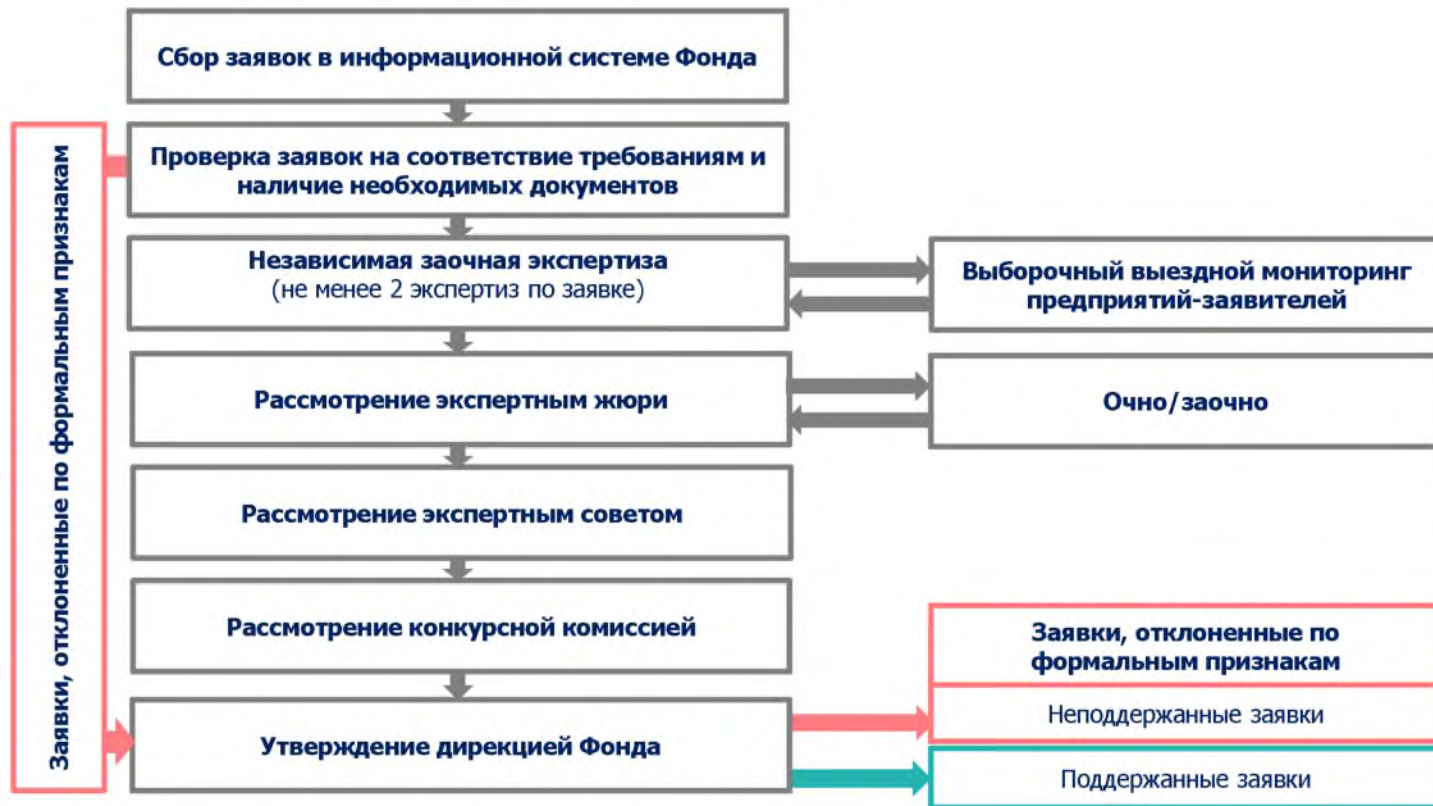 Сбор заявок в информационной системе Фонда
Заявки, отклоненные по формальным признакам
Проверка заявок на соответствие требованиям и
наличие необходимых документов
Независимая заочная экспертиза
(не менее 2 экспертиз по заявке)
Выборочный выездной мониторинг
предприятий-заявителей
Рассмотрение экспертным жюри
Очно/заочно
Рассмотрение экспертным советом
Рассмотрение конкурсной комиссией
Заявки, отклоненные по
формальным признакам
Неподдержанные заявки
Утверждение дирекцией Фонда
Поддержанные заявки